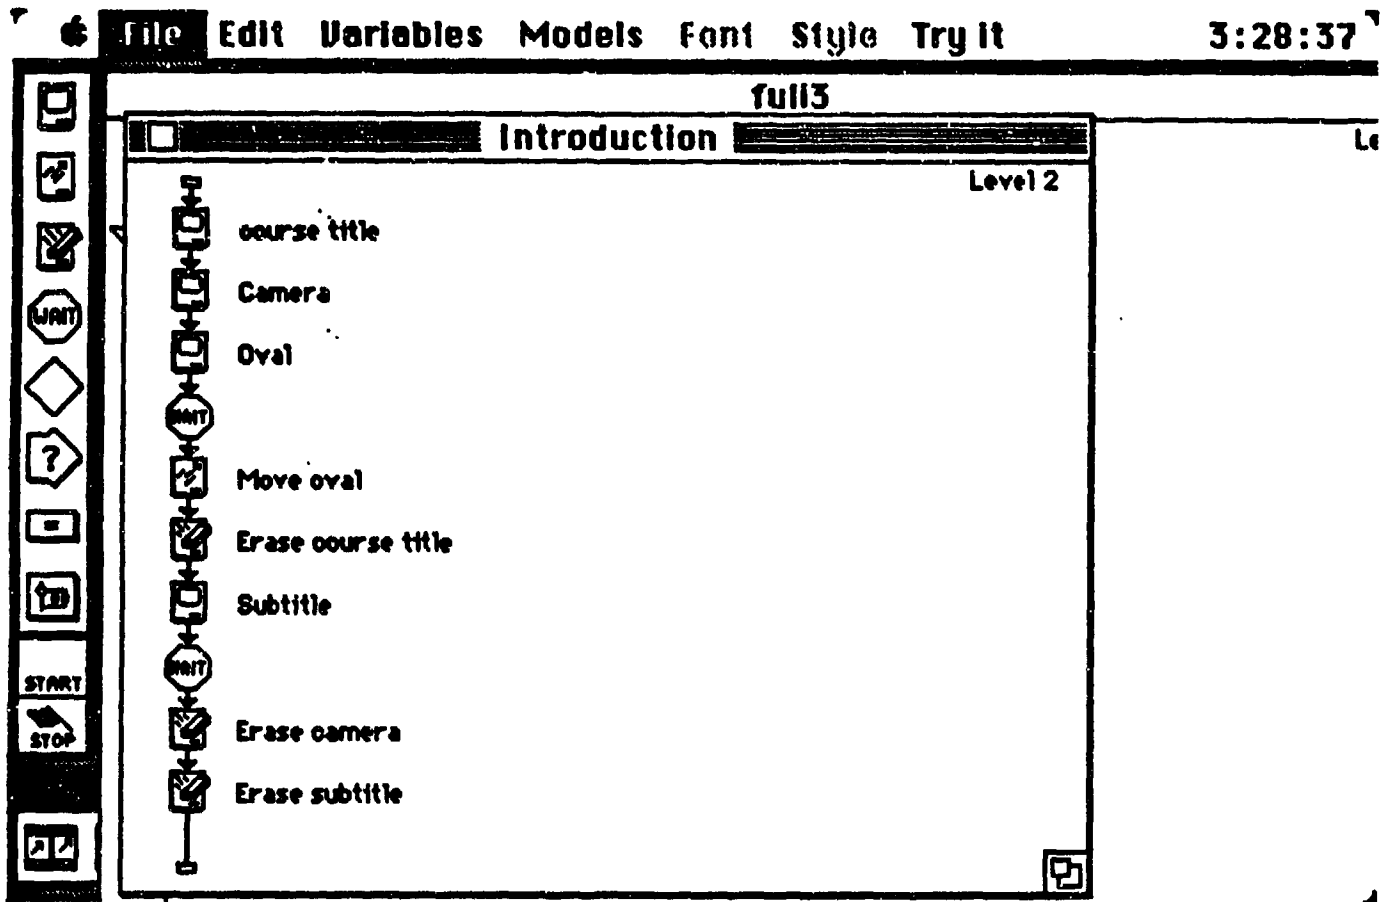 File Edit Variables Models Font Style Try it 3:28:37
full3
Introduction
Le
Level 2
course title
Camera
Oval
WAIT
WAIT
Move oval
?
=
Erase course title
Subtitle
WAIT
START
STOP
Erase camera
Erase subtitle